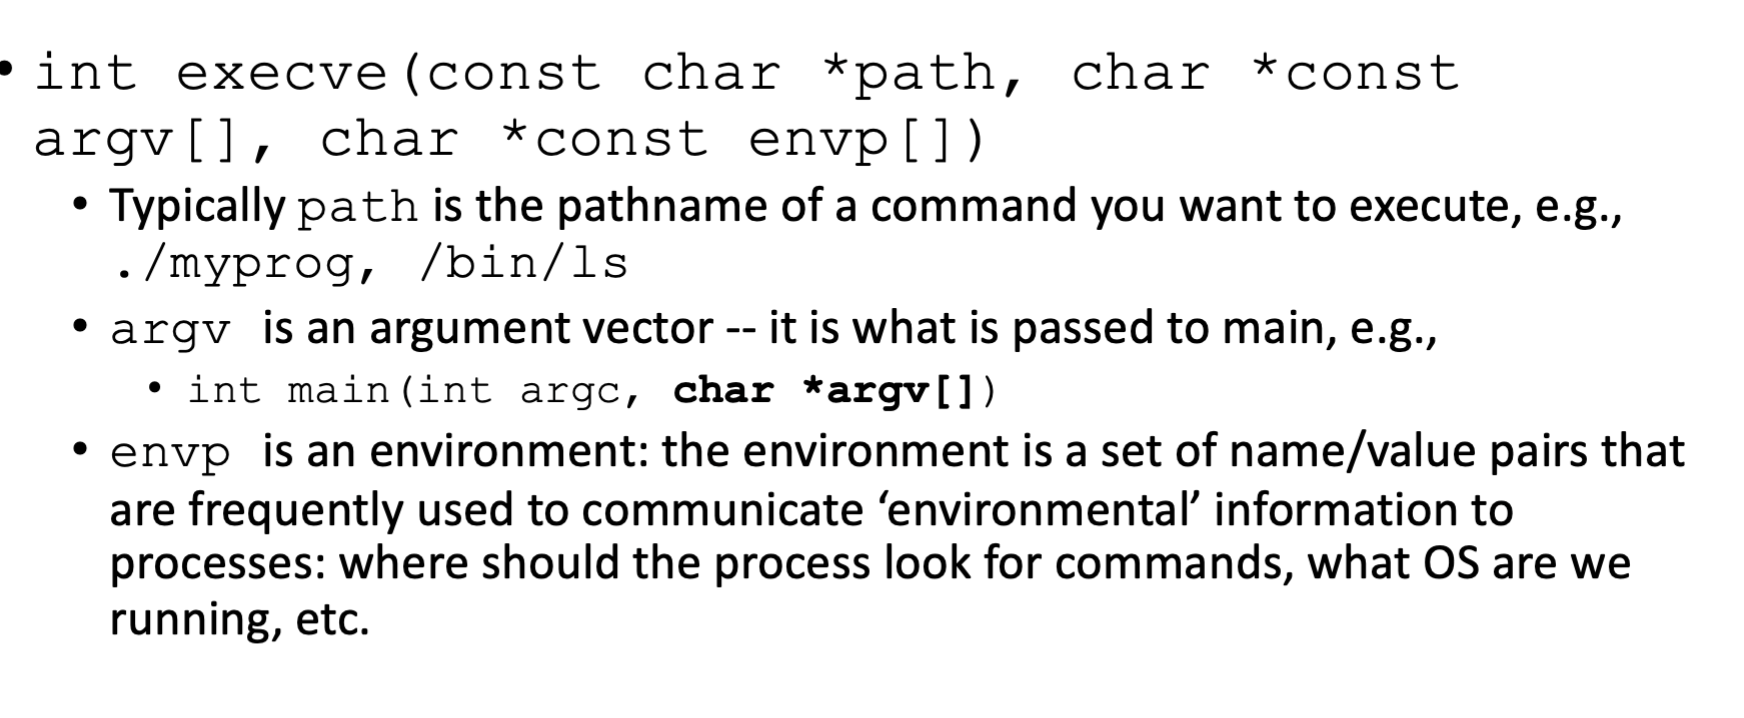 • int execve(const char *path, char *const
argv[], char *const envp[])
• Typically path is the pathname of a command you want to execute, e.g.,
./myprog, /bin/ls
• argv is an argument vector -- it is what is passed to main, e.g.,
• int main(int argc, char *argv[])
• envp is an environment: the environment is a set of name/value pairs that
are frequently used to communicate ‘environmental’ information to
processes: where should the process look for commands, what OS are we
running, etc.